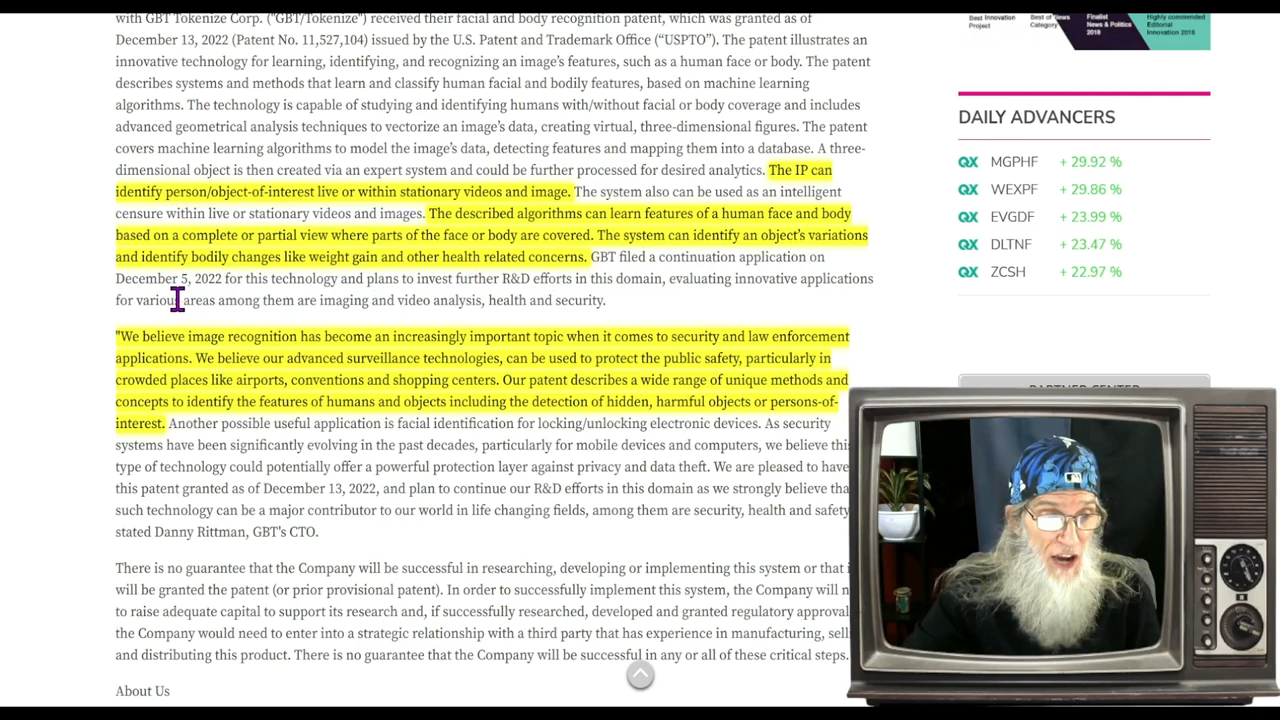 with GBT Tokenize Corp. ("GBT/Tokenize") received their facial and body recognition patent, which was granted as of
December 13, 2022 (Patent No. 11,527,104) issued by the U.S. Patent and Trademark Office (“USPTO”). The patent illustrates an
innovative technology for learning, identifying, and recognizing an image’s features, such as a human face or body. The patent
describes systems and methods that learn and classify human facial and bodily features, based on machine learning
algorithms. The technology is capable of studying and identifying humans with/without facial or body coverage and includes
advanced geometrical analysis techniques to vectorize an image’s data, creating virtual, three-dimensional figures. The patent
covers machine learning algorithms to model the image’s data, detecting features and mapping them into a database. A three-
dimensional object is then created via an expert system and could be further processed for desired analytics. The IP can
identify person/object-of-interest live or within stationary videos and image. The system also can be used as an intelligent
censure within live or stationary videos and images. The described algorithms can learn features of a human face and body
based on a complete or partial view where parts of the face or body are covered. The system can identify an object’s variations
and identify bodily changes like weight gain and other health related concerns. GBT filed a continuation application on
December 5, 2022 for this technology and plans to invest further R&D efforts in this domain, evaluating innovative applications
for various areas among them are imaging and video analysis, health and security.
"We believe image recognition has become an increasingly important topic when it comes to security and law enforcement
applications. We believe our advanced surveillance technologies, can be used to protect the public safety, particularly in
crowded places like airports, conventions and shopping centers. Our patent describes a wide range of unique methods and
concepts to identify the features of humans and objects including the detection of hidden, harmful objects or persons-of-
interest. Another possible useful application is facial identification for locking/unlocking electronic devices. As security
systems have been significantly evolving in the past decades, particularly for mobile devices and computers, we believe this
type of technology could potentially offer a powerful protection layer against privacy and data theft. We are pleased to have
this patent granted as of December 13, 2022, and plan to continue our R&D efforts in this domain as we strongly believe tha
such technology can be a major contributor to our world in life changing fields, among them are security, health and safety
stated Danny Rittman, GBT's CTO.
There is no guarantee that the Company will be successful in researching, developing or implementing this system or that i
will be granted the patent (or prior provisional patent). In order to successfully implement this system, the Company will n
to raise adequate capital to support its research and, if successfully researched, developed and granted regulatory approval
the Company would need to enter into a strategic relationship with a third party that has experience in manufacturing, sell
and distributing this product. There is no guarantee that the Company will be successful in any or all of these critical steps.
About Us
Best Innovation
Project
Best of News
Category
Finalist
News & Politics
2018
Highly commended
Editorial
Innovation 2018
DAILY ADVANCERS
QX MGPHF + 29.92 %
QX WEXPF + 29.86 %
QX EVGDF + 23.99 %
QX DLTNF + 23.47 %
QX ZCSH + 22.97 %
PARTNER CENTER